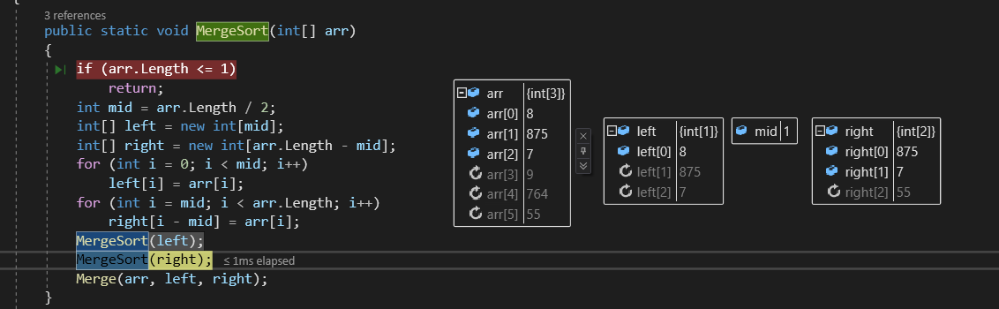 3 references
public static void MergeSort(int[] arr)
{
if (arr.Length <= 1)
return;
int mid = arr.Length / 2;
int[] left = new int[mid];
int[] right = new int[arr.Length - mid];
for (int i = 0; i < mid; i++)
left[i] = arr[i];
for (int i = mid; i < arr.Length; i++)
right[i - mid] = arr[i];
MergeSort(left);
MergeSort(right); ≤ 1ms elapsed
Merge(arr, left, right);
}
arr {int[3]}
arr[0] 8
arr[1] 875
arr[2] 7
arr[3] 9
arr[4] 764
arr[5] 55
left {int[1]}
left[0] 8
left[1] 875
left[2] 7
mid 1
right {int[2]}
right[0] 875
right[1] 7
right[2] 55